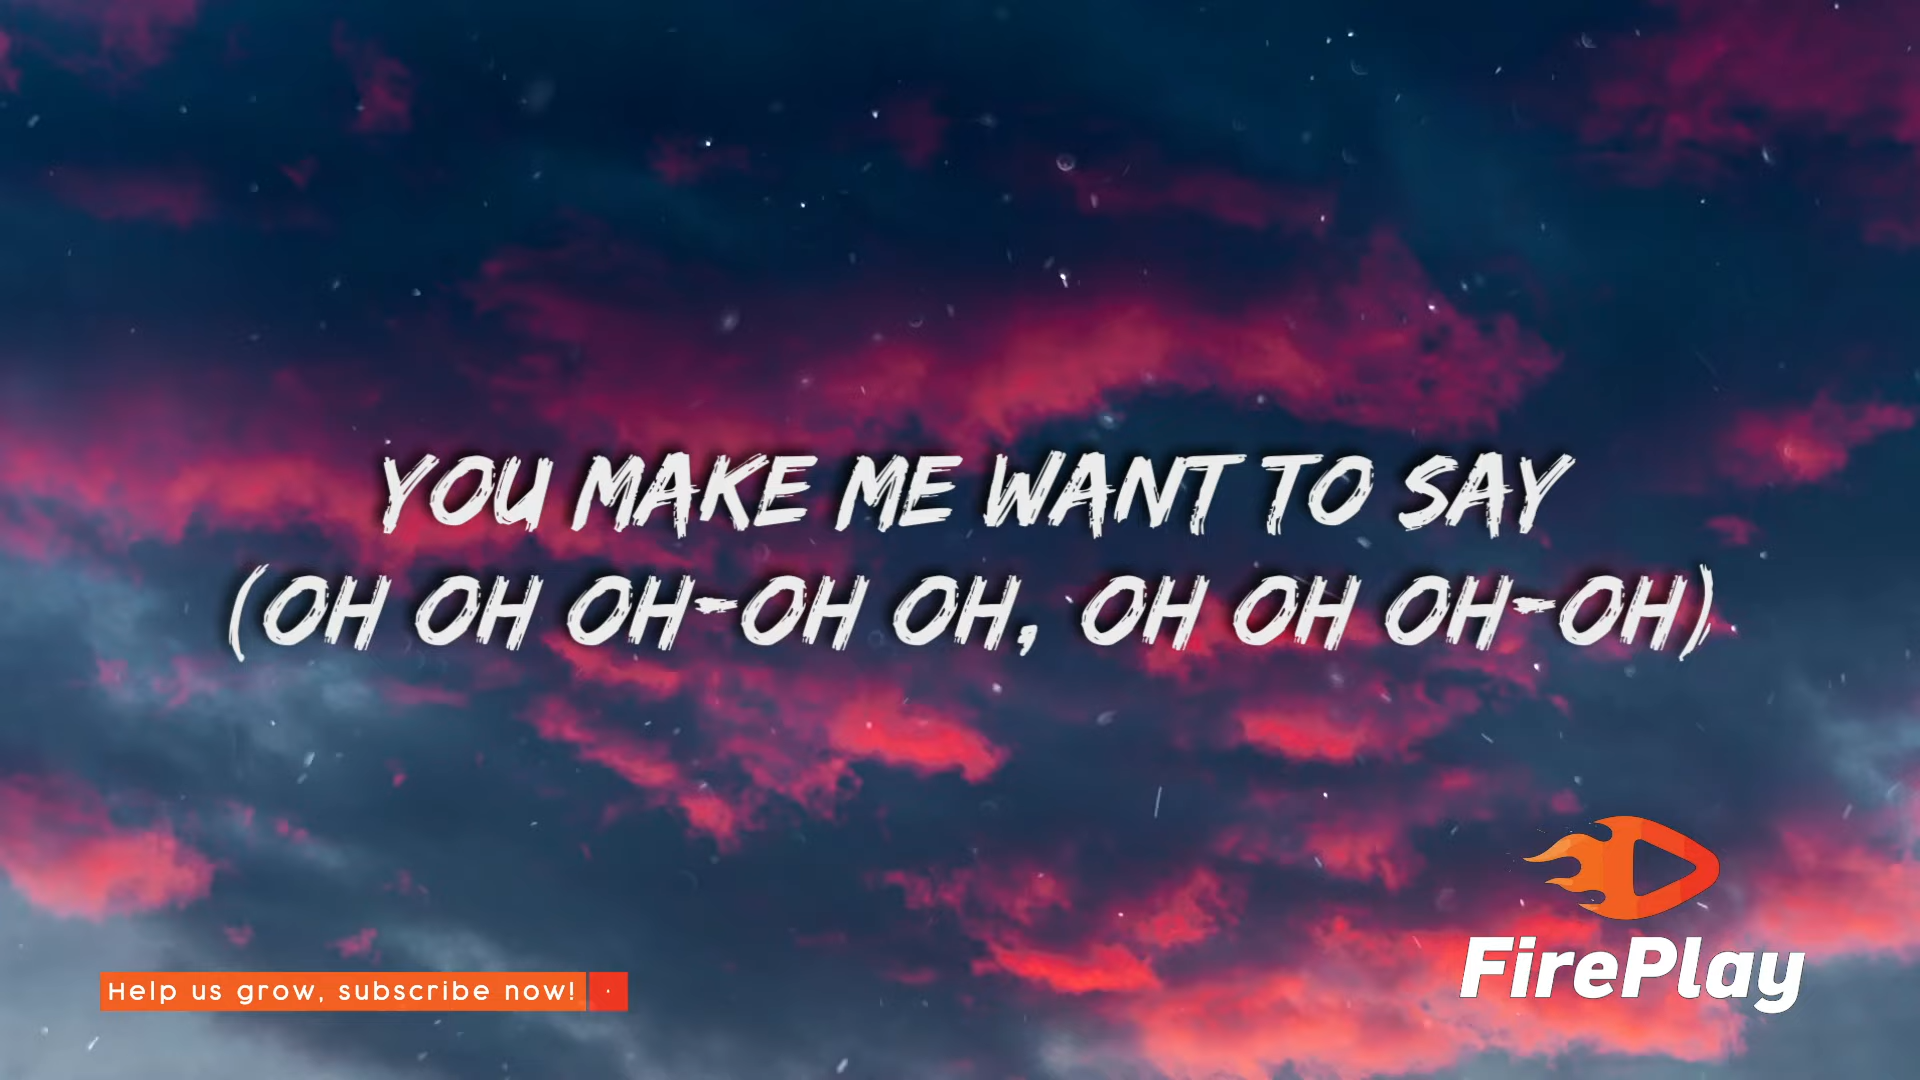 YOU MAKE ME WANT TO SAY
(OH OH OH-OH OH, OH OH OH-OH)
Help us grow, subscribe now!
FirePlay